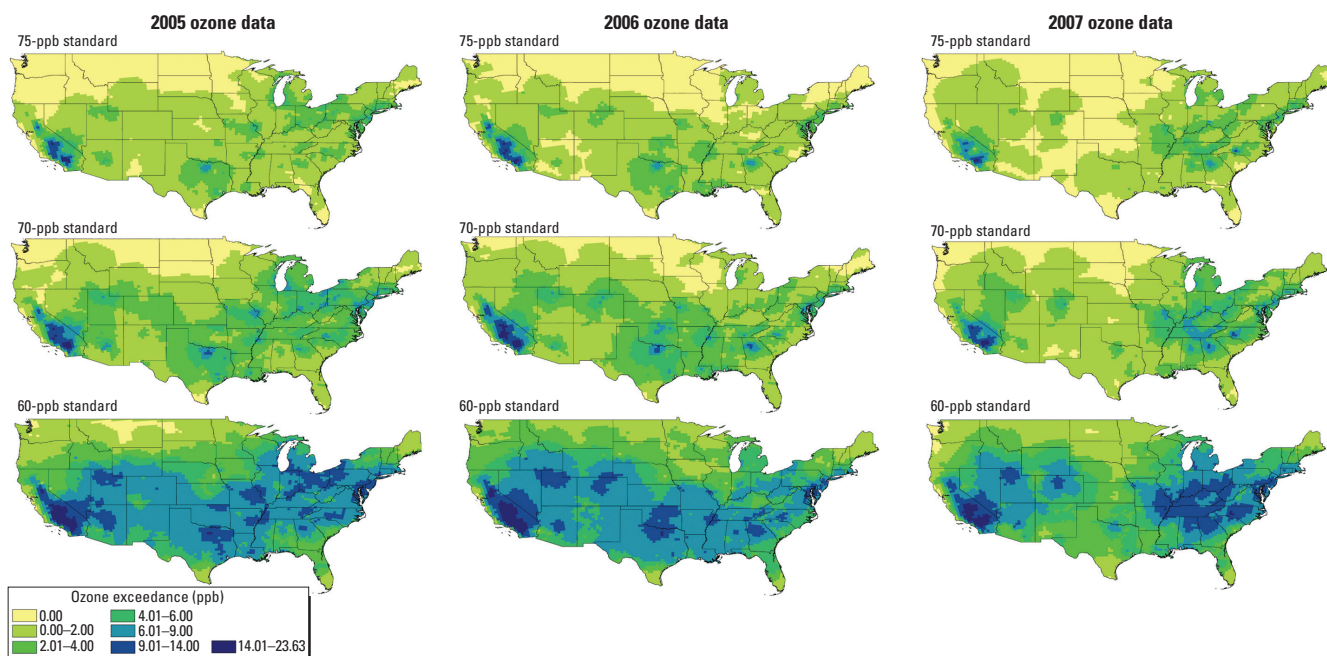 2005 ozone data
2006 ozone data
2007 ozone data
75-ppb standard
75-ppb standard
75-ppb standard
70-ppb standard
70-ppb standard
70-ppb standard
60-ppb standard
60-ppb standard
60-ppb standard
Ozone exceedance (ppb)
0.00
4.01–6.00
0.00–2.00
6.01–9.00
2.01–4.00
9.01–14.00
14.01–23.63